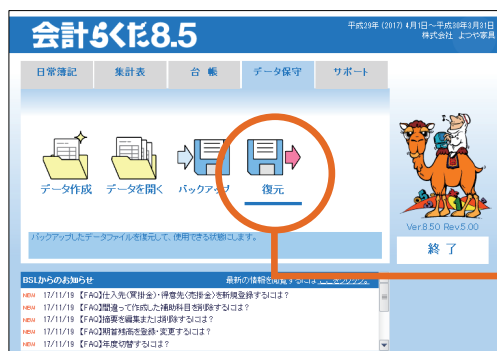 会計らくだ8.5
平成29年 (2017) 4月1日～平成30年3月31日
株式会社 よつや家具
日常簿記 集計表 台 帳 データ保守 サポート
データ作成 データを開く バックアップ 復元
バックアップしたデータファイルを復元して、使用できる状態にします。
Ver.8.50 Rev.5.00
終 了
BSLからのお知らせ 最新の情報を閲覧するにはここをクリック。
NEW 17/11/19 【FAQ】仕入先(買掛金)・得意先(売掛金)を新規登録するには？
NEW 17/11/19 【FAQ】間違って作成した補助科目を削除するには？
NEW 17/11/19 【FAQ】摘要を編集または削除するには？
NEW 17/11/19 【FAQ】期首残高を登録・変更するには？
NEW 17/11/19 【FAQ】年度切替するには？